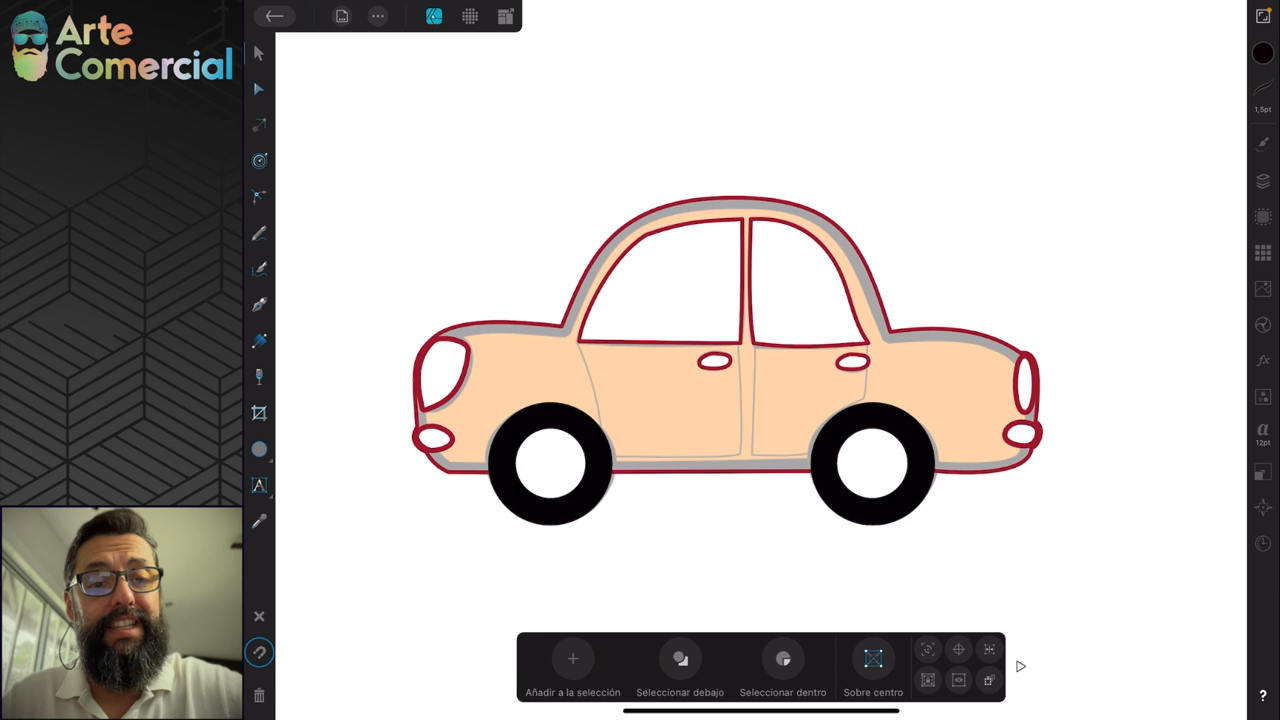 Arte
Comercial
1,5pt
a
12pt
A
Añadir a la selección
Seleccionar debajo
Seleccionar dentro
Sobre centro
?